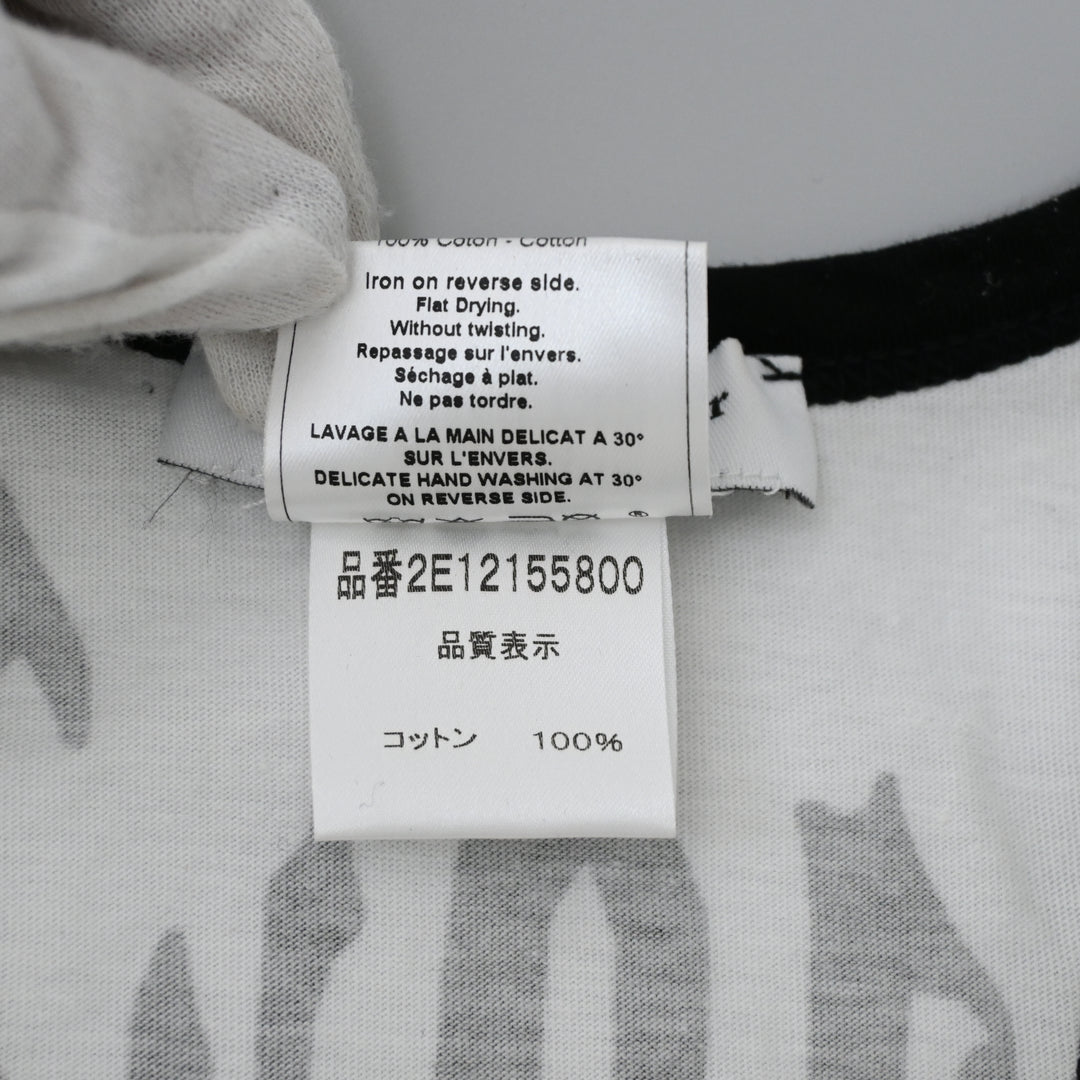 100% Coton - Cotton
Iron on reverse side.
Flat Drying.
Without twisting.
Repassage sur l'envers.
Séchage à plat.
Ne pas tordre.
LAVAGE A LA MAIN DELICAT A 30°
SUR L'ENVERS.
DELICATE HAND WASHING AT 30°
ON REVERSE SIDE.
品番2E12155800
品質表示
コットン 100%